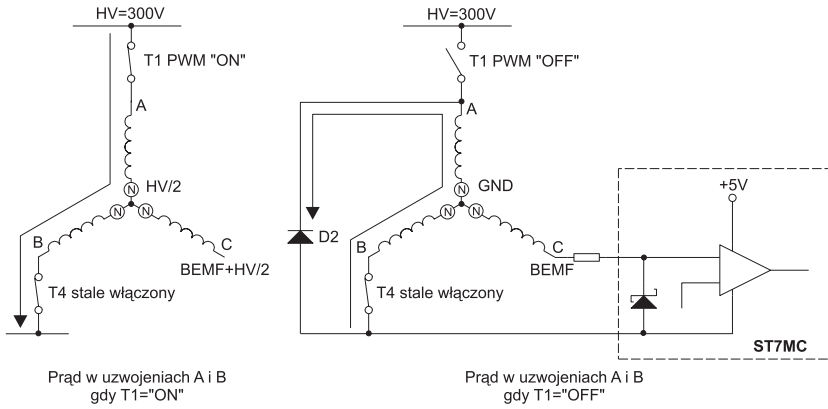 HV=300V
T1 PWM "ON"
A
N
HV/2
N
N
B
C
BEMF+HV/2
T4 stale włączony
Prąd w uzwojeniach A i B
gdy T1="ON"
HV=300V
T1 PWM "OFF"
A
N
GND
N
N
D2
B
C
BEMF
T4 stale włączony
+5V
ST7MC
Prąd w uzwojeniach A i B
gdy T1="OFF"